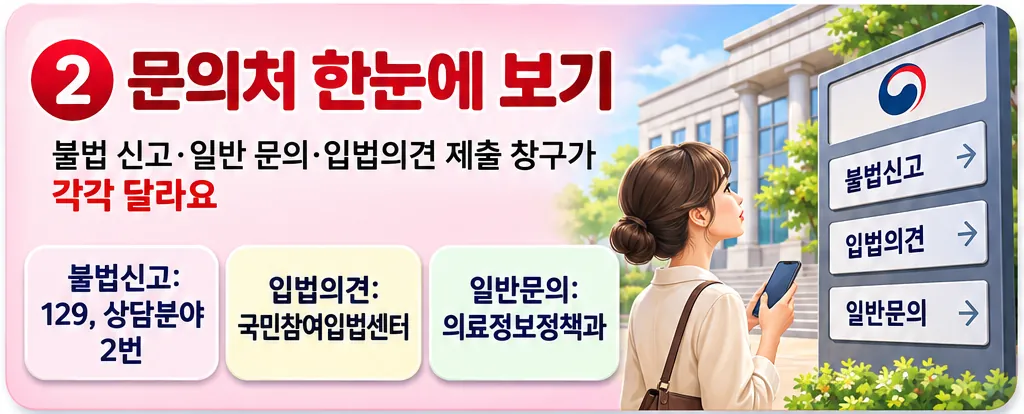 2 문의처 한눈에 보기
불법 신고·일반 문의·입법의견 제출 창구가
각각 달라요
불법신고:
129, 상담분야
2번
입법의견:
국민참여입법센터
일반문의:
의료정보정책과
불법신고 →
입법의견 →
일반문의 →